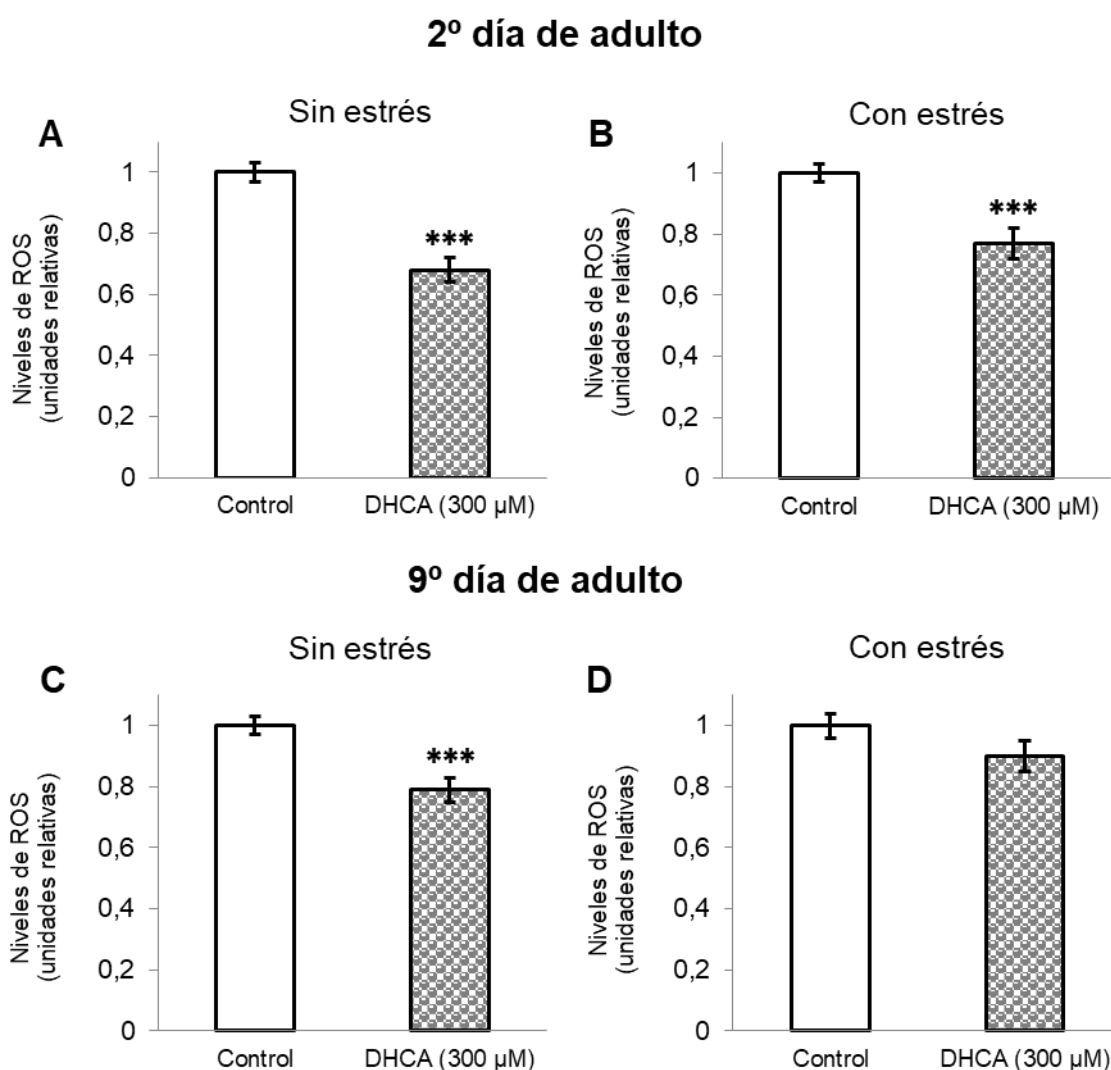 2º día de adulto
Sin estrés
A
Niveles de ROS
(unidades relativas)
1
0,8
0,6
0,4
0,2
0
***
Control
DHCA (300 µM)
Con estrés
B
Niveles de ROS
(unidades relativas)
1
0,8
0,6
0,4
0,2
0
***
Control
DHCA (300 µM)
9º día de adulto
Sin estrés
C
Niveles de ROS
(unidades relativas)
1
0,8
0,6
0,4
0,2
0
***
Control
DHCA (300 µM)
Con estrés
D
Niveles de ROS
(unidades relativas)
1
0,8
0,6
0,4
0,2
0
Control
DHCA (300 µM)